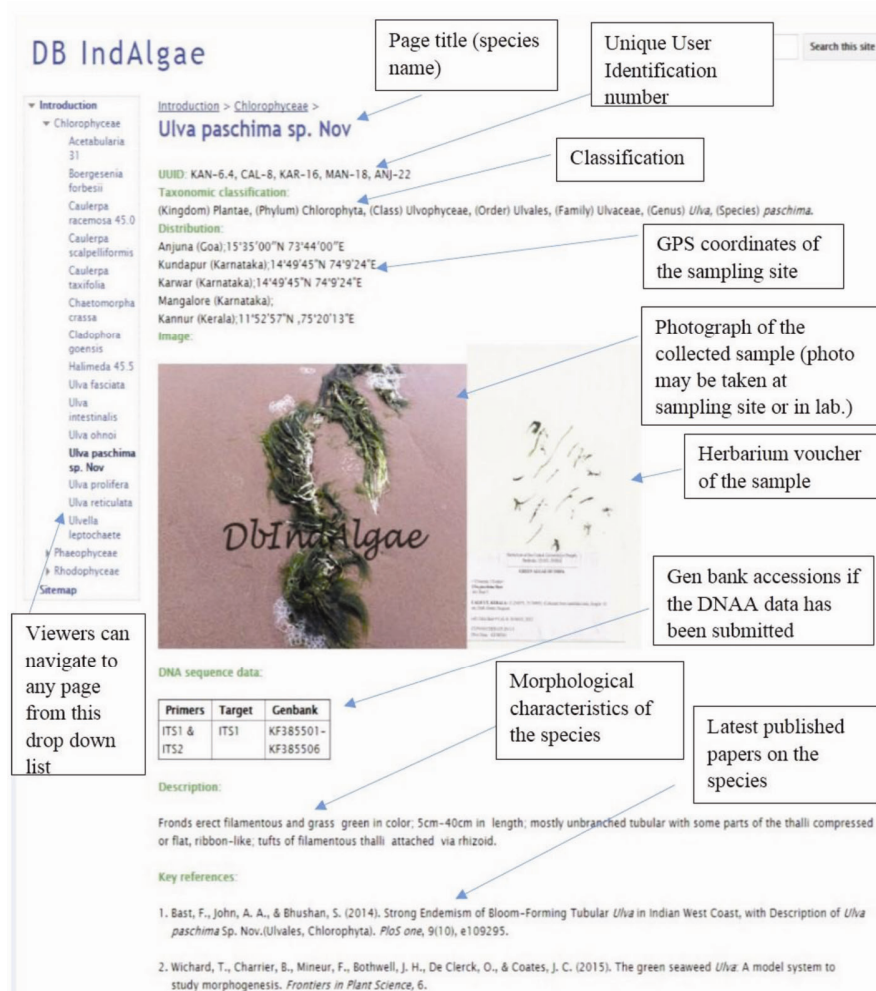 DB IndAlgae
Page title (species
name)
Unique User
Identification
number
Search this site
Introduction
Chlorophyceae
Acetabularia
31
Boergesenia
forbesii
Caulerpa
racemosa 45.0
Caulerpa
scalpelliformis
Caulerpa
taxifolia
Chaetomorpha
crassa
Cladophora
goensis
Halimeda 45.5
Ulva fasciata
Ulva
intestinalis
Ulva ohnoi
Ulva paschima
sp. Nov
Ulva prolifera
Ulva reticulata
Ulvella
leptochaete
Phaeophyceae
Rhodophyceae
Sitemap
Viewers can
navigate to
any page
from this
drop down
list
Introduction > Chlorophyceae >
Ulva paschima sp. Nov
Classification
UUID: KAN-6.4, CAL-8, KAR-16, MAN-18, ANJ-22
Taxonomic classification:
(Kingdom) Plantae, (Phylum) Chlorophyta, (Class) Ulvophyceae, (Order) Ulvales, (Family) Ulvaceae, (Genus) Ulva, (Species) paschima.
Distribution:
Anjuna (Goa);15°35'00"N 73°44'00"E
Kundapur (Karnataka);14°49'45"N 74°9'24"E
Karwar (Karnataka);14°49'45"N 74°9'24"E
Mangalore (Karnataka);
Kannur (Kerala);11°52'57"N ,75°20'13"E
GPS coordinates of
the sampling site
Image:
Photograph of the
collected sample (photo
may be taken at
sampling site or in lab.)
Herbarium voucher
of the sample
DbIndAlgae
Gen bank accessions if
the DNAA data has
been submitted
DNA sequence data:
Primers Target Genbank
ITS1 & ITS1 KF385501-
ITS2 KF385506
Morphological
characteristics of
the species
Latest published
papers on the
species
Description:
Fronds erect filamentous and grass green in color; 5cm-40cm in length; mostly unbranched tubular with some parts of the thalli compressed
or flat, ribbon-like; tufts of filamentous thalli attached via rhizoid.
Key references:
1. Bast, F., John, A. A., & Bhushan, S. (2014). Strong Endemism of Bloom-Forming Tubular Ulva in Indian West Coast, with Description of Ulva
paschima Sp. Nov.(Ulvales, Chlorophyta). PloS one, 9(10), e109295.
2. Wichard, T., Charrier, B., Mineur, F., Bothwell, J. H., De Clerck, O., & Coates, J. C. (2015). The green seaweed Ulva: A model system to
study morphogenesis. Frontiers in Plant Science, 6.